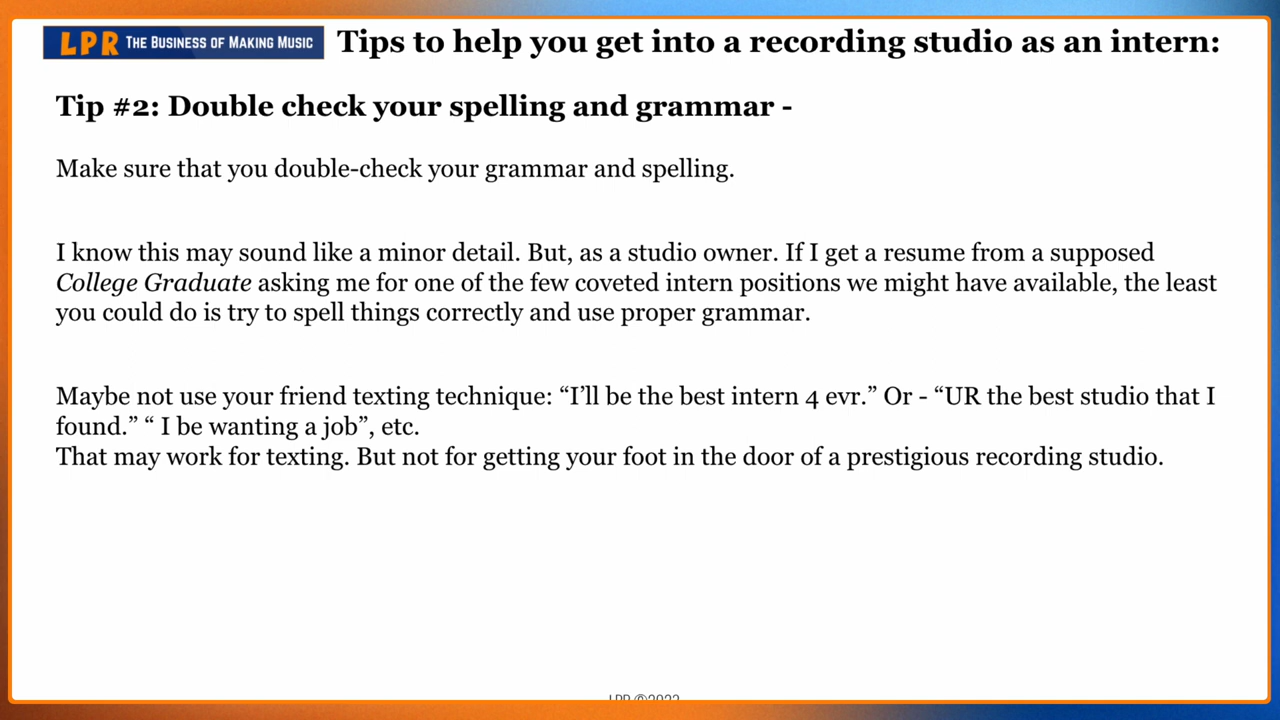 LPR THE BUSINESS OF MAKING MUSIC
Tips to help you get into a recording studio as an intern:
Tip #2: Double check your spelling and grammar -
Make sure that you double-check your grammar and spelling.
I know this may sound like a minor detail. But, as a studio owner. If I get a resume from a supposed
College Graduate asking me for one of the few coveted intern positions we might have available, the least
you could do is try to spell things correctly and use proper grammar.
Maybe not use your friend texting technique: “I’ll be the best intern 4 evr.” Or - “UR the best studio that I
found.” “ I be wanting a job”, etc.
That may work for texting. But not for getting your foot in the door of a prestigious recording studio.
LPR ©2022